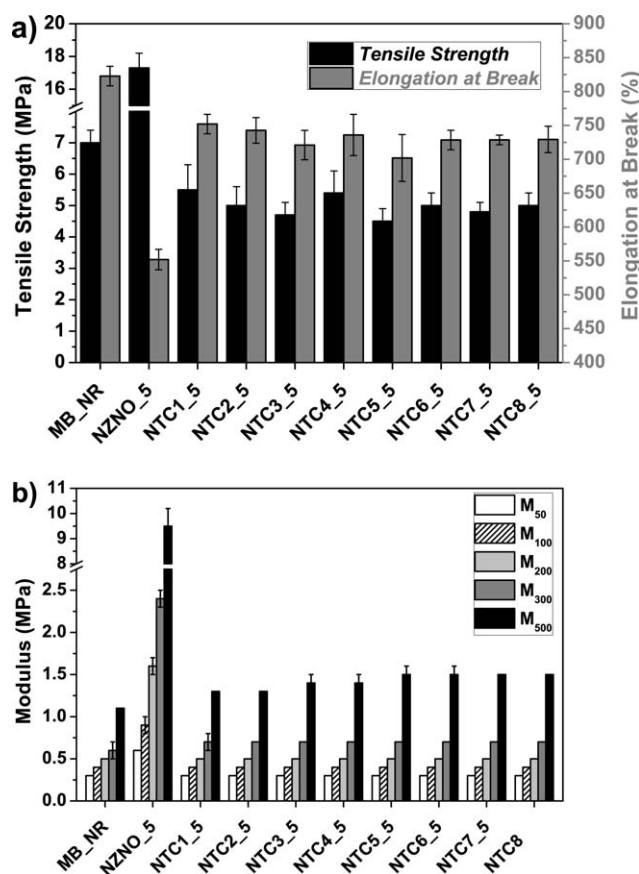 a)
Tensile Strength (MPa)
20
18
16
7
6
5
4
3
2
1
0
Tensile Strength
Elongation at Break
900
850
800
750
700
650
600
550
500
450
400
Elongation at Break (%)
MB_NR
NZNO_5
NTC1_5
NTC2_5
NTC3_5
NTC4_5
NTC5_5
NTC6_5
NTC7_5
NTC8_5
b)
Modulus (MPa)
11
10
9
8
2.5
2.0
1.5
1.0
0.5
0.0
M50
M100
M200
M300
M500
MB_NR
NZNO_5
NTC1_5
NTC2_5
NTC3_5
NTC4_5
NTC5_5
NTC6_5
NTC7_5
NTC8